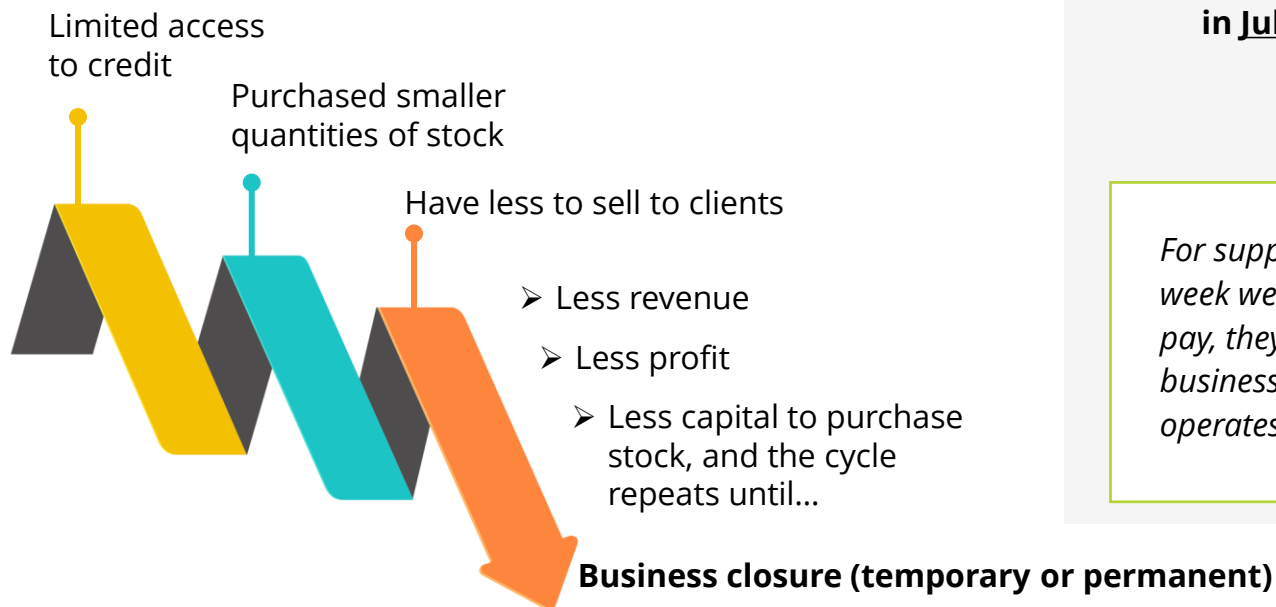 Limited access
to credit
Purchased smaller
quantities of stock
Have less to sell to clients
➢ Less revenue
➢ Less profit
➢ Less capital to purchase
stock, and the cycle
repeats until...
Business closure (temporary or permanent)
in
For
week
pay, they
business
operates